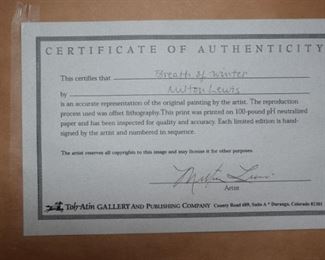 CERTIFICATE OF AUTHENTICITY
This certifies that Breath of Winter
by Milton Lewis
is an accurate representation of the original painting by the artist. The reproduction
process used was offset lithography. This print was printed on 100-pound pH neutralized
paper and has been inspected for quality and accuracy. Each limited edition is hand-
signed by the artist and numbered in sequence.
The artist reserves all copyrights to this image and may license it for other purposes.
Milton Lewis
Artist
Toh-Atin GALLERY AND PUBLISHING COMPANY County Road 689, Suite A * Durango, Colorado 81301